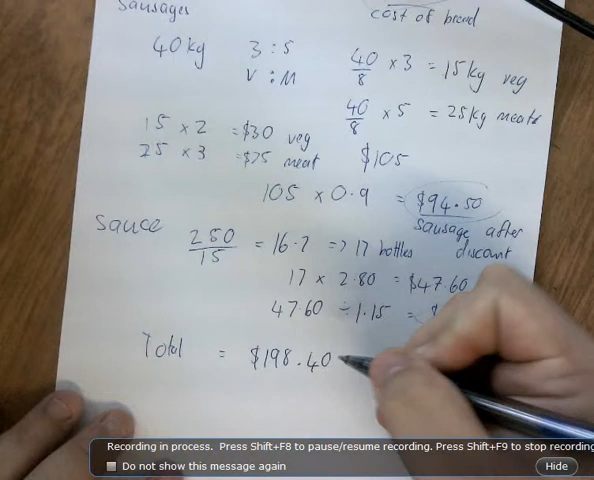 Sausages
cost of bread
40kg 3 : 5 40/8 × 3 = 15kg veg
V : M
40/8 × 5 = 25kg meat
15 × 2 = $30 veg
25 × 3 = $75 meat $105
105 × 0.9 = $94.50
Sausage after
discount
Sauce
250/15 = 16.7 => 17 bottles
17 × 2.80 = $47.60
47.60 ÷ 1.15 = $
Total = $198.40
Recording in process. Press Shift+F8 to pause/resume recording. Press Shift+F9 to stop recording
Do not show this message again
Hide